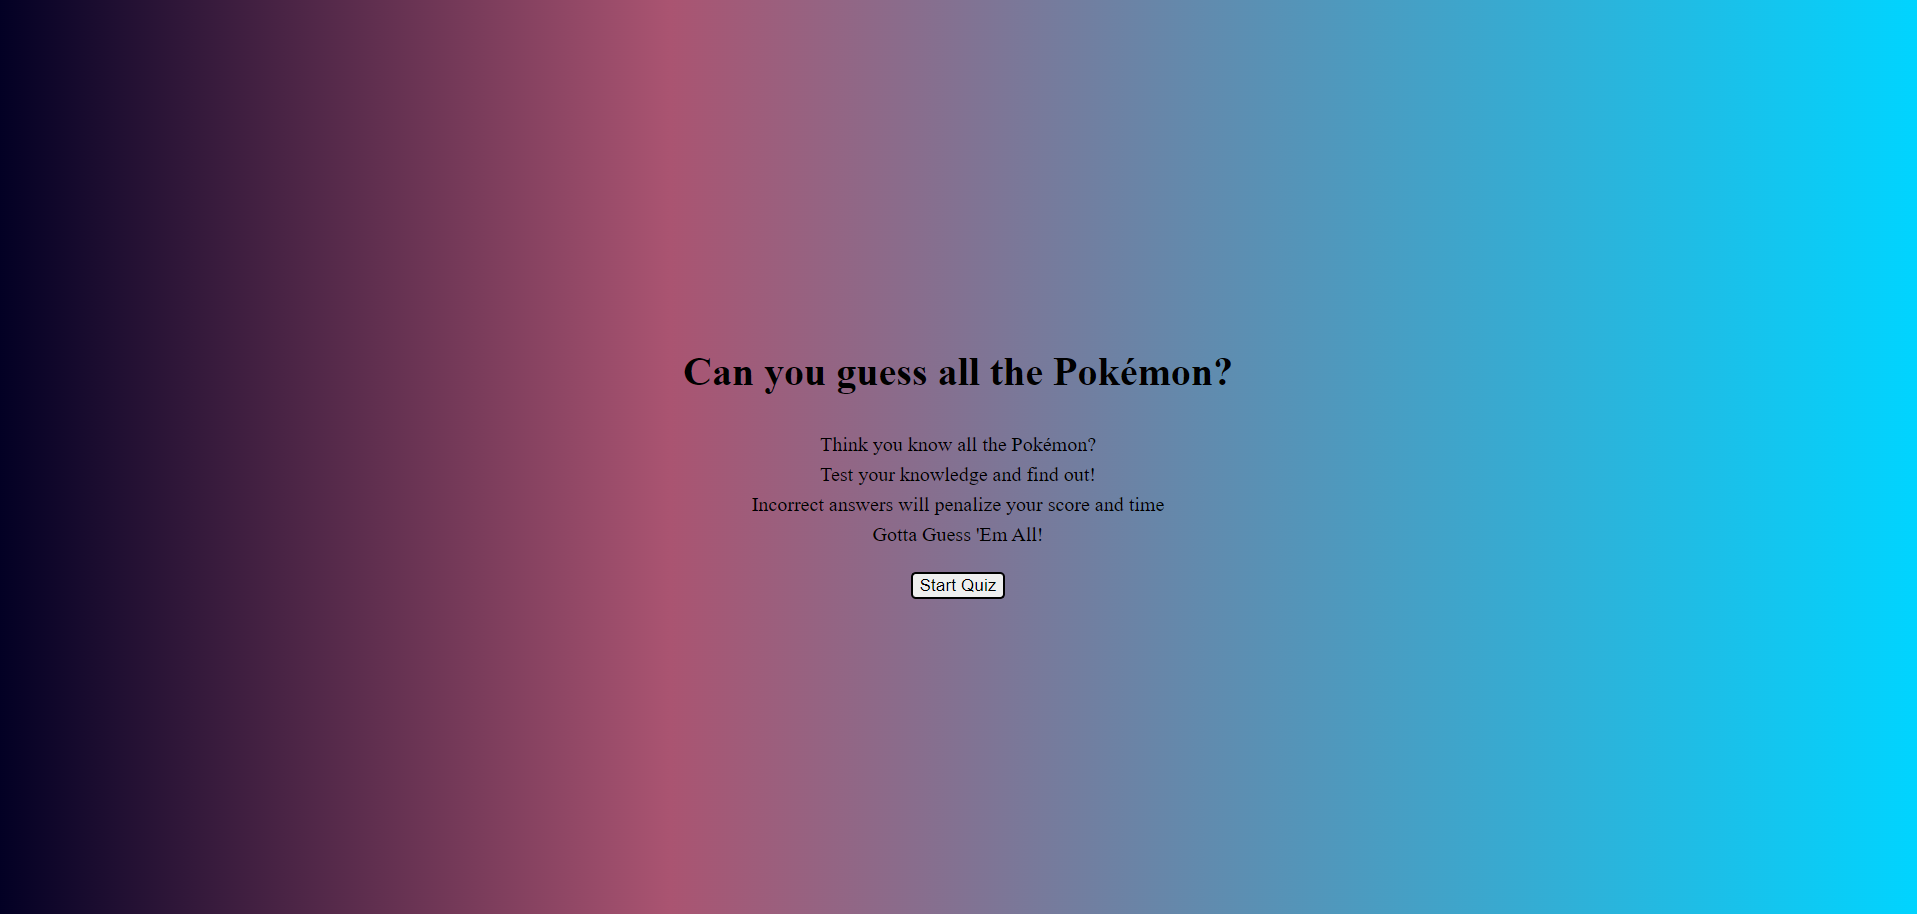 Can you guess all the Pokémon?
Think you know all the Pokémon?
Test your knowledge and find out!
Incorrect answers will penalize your score and time
Gotta Guess 'Em All!
Start Quiz